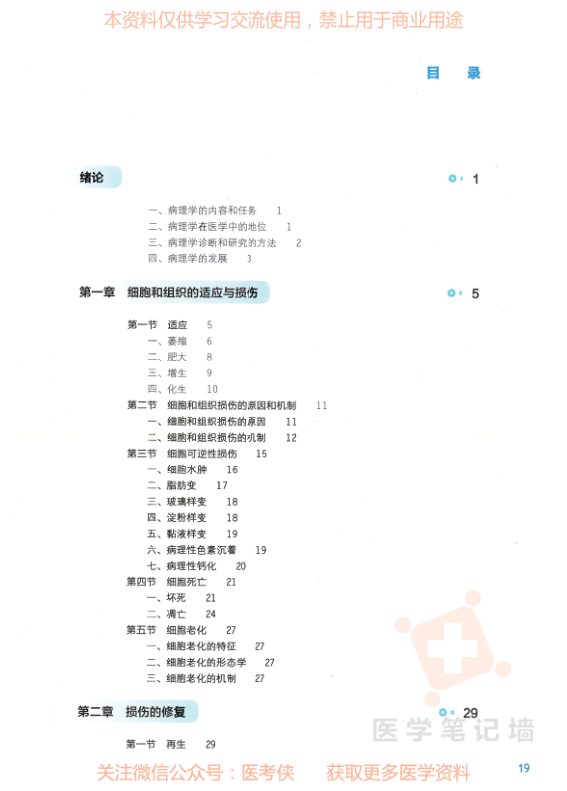 本资料仅供学习交流使用，禁止用于商业用途
目 录
绪论 1
一、病理学的内容和任务 1
二、病理学在医学中的地位 1
三、病理学诊断和研究的方法 2
四、病理学的发展 3
第一章 细胞和组织的适应与损伤 5
第一节 适应 5
一、萎缩 6
二、肥大 8
三、增生 9
四、化生 10
第二节 细胞和组织损伤的原因和机制 11
一、细胞和组织损伤的原因 11
二、细胞和组织损伤的机制 12
第三节 细胞可逆性损伤 15
一、细胞水肿 16
二、脂肪变 17
三、玻璃样变 18
四、淀粉样变 18
五、黏液样变 19
六、病理性色素沉着 19
七、病理性钙化 20
第四节 细胞死亡 21
一、坏死 21
二、凋亡 24
第五节 细胞老化 27
一、细胞老化的特征 27
二、细胞老化的形态学 27
三、细胞老化的机制 27
第二章 损伤的修复 29
医学笔记墙
第一节 再生 29
关注微信公众号：医考侠 获取更多医学资料
19